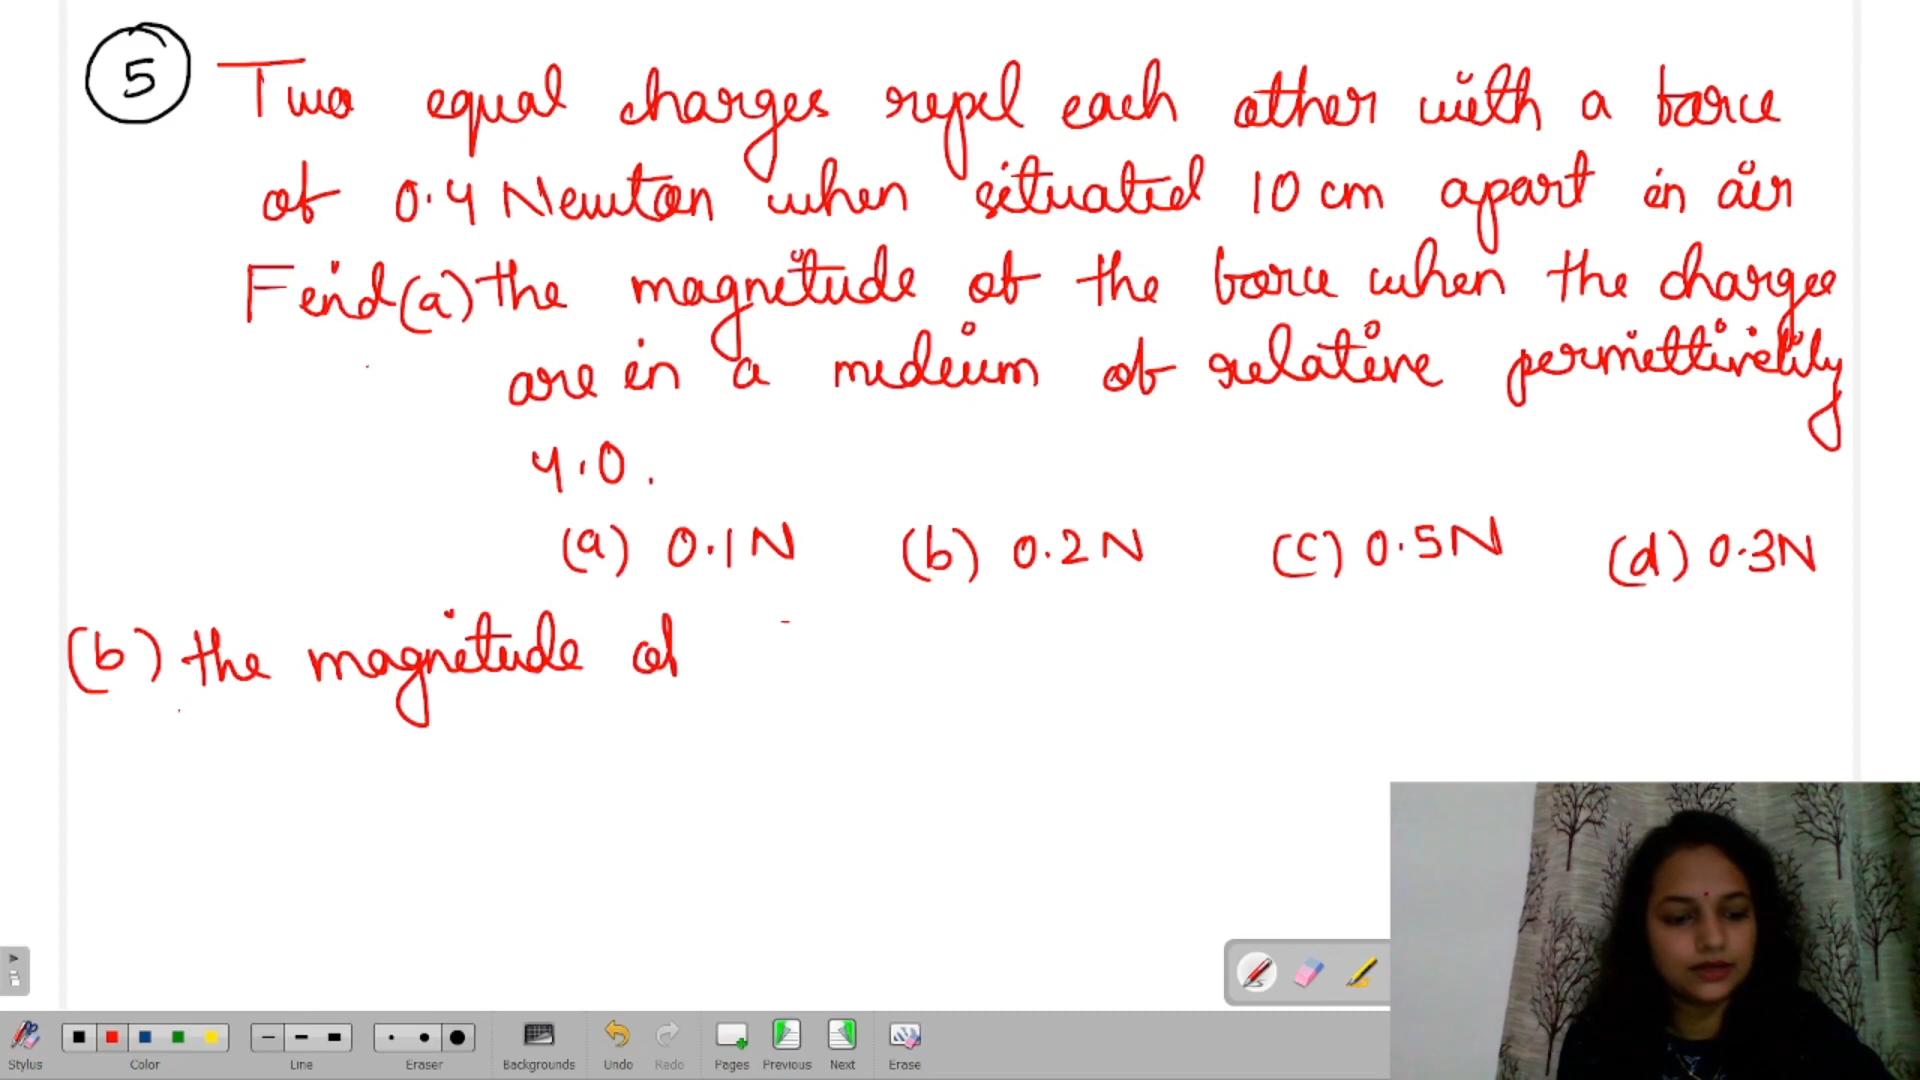 5 Two equal charges repel each other with a force
of 0.4 Newton when situated 10 cm apart in air
Find (a) the magnitude of the force when the charges
are in a medium of relative permittivity
4.0.
(a) 0.1N (b) 0.2N (c) 0.5N (d) 0.3N
(b) the magnitude of
Stylus Color Line Eraser Backgrounds Undo Redo Pages Previous Next Erase